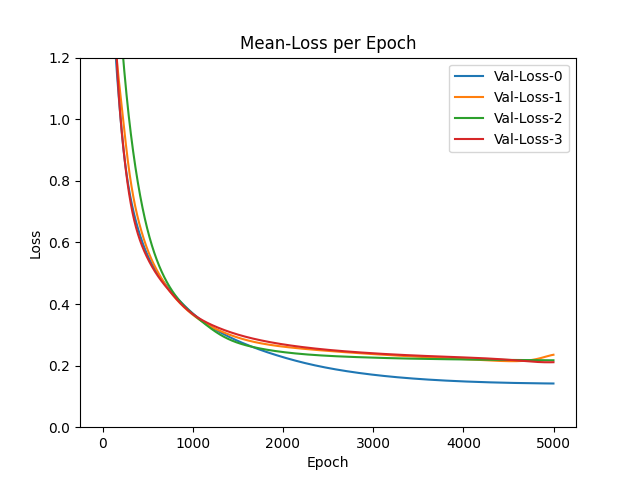 Mean-Loss per Epoch
1.2
1.0
0.8
0.6
0.4
0.2
0.0
Loss
Val-Loss-0
Val-Loss-1
Val-Loss-2
Val-Loss-3
0 1000 2000 3000 4000 5000
Epoch